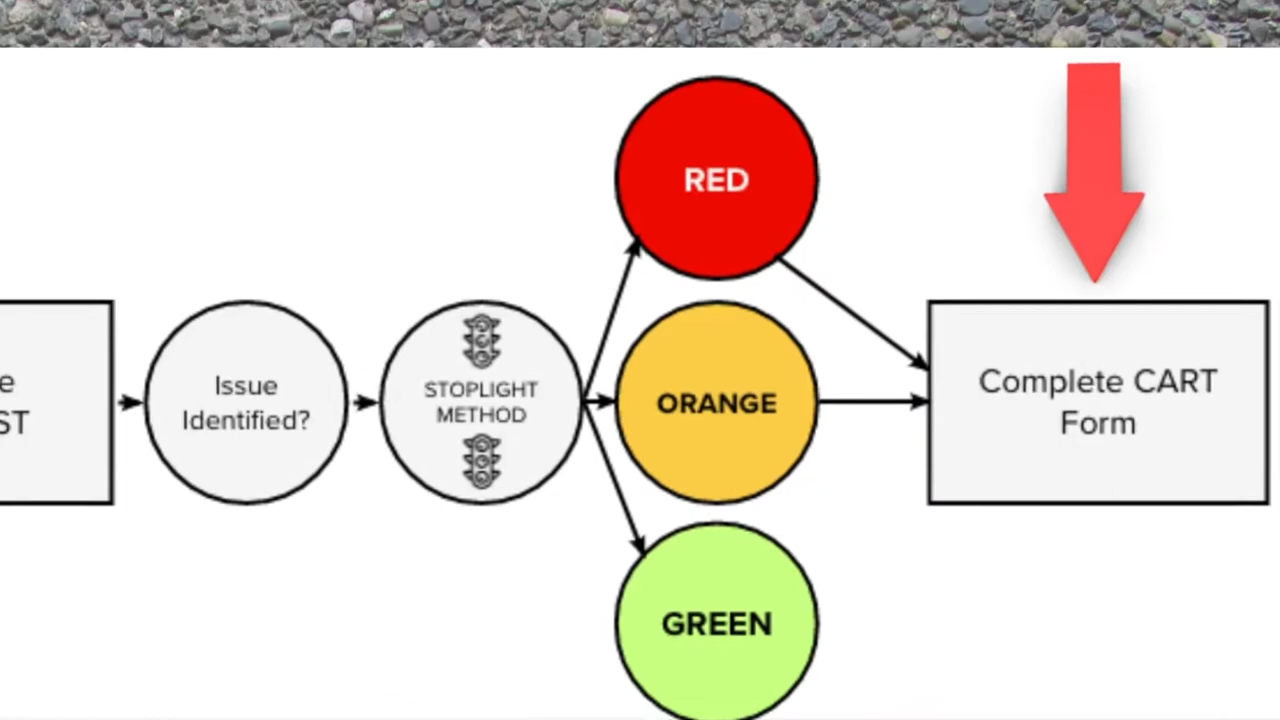 RED
Issue
Identified?
STOPLIGHT
METHOD
ORANGE
Complete CART
Form
GREEN